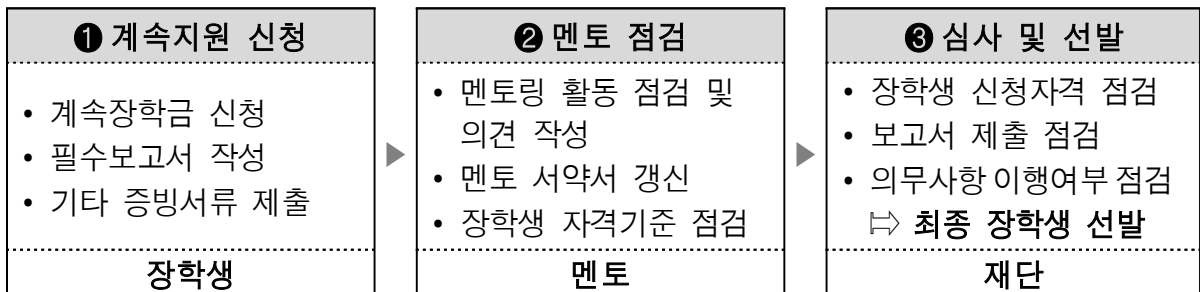 ❶ 계속지원 신청
• 계속장학금 신청
• 필수보고서 작성
• 기타 증빙서류 제출
장학생
▶
❷ 멘토 점검
• 멘토링 활동 점검 및
의견 작성
• 멘토 서약서 갱신
• 장학생 자격기준 점검
멘토
▶
❸ 심사 및 선발
• 장학생 신청자격 점검
• 보고서 제출 점검
• 의무사항 이행여부 점검
⇨ 최종 장학생 선발
재단